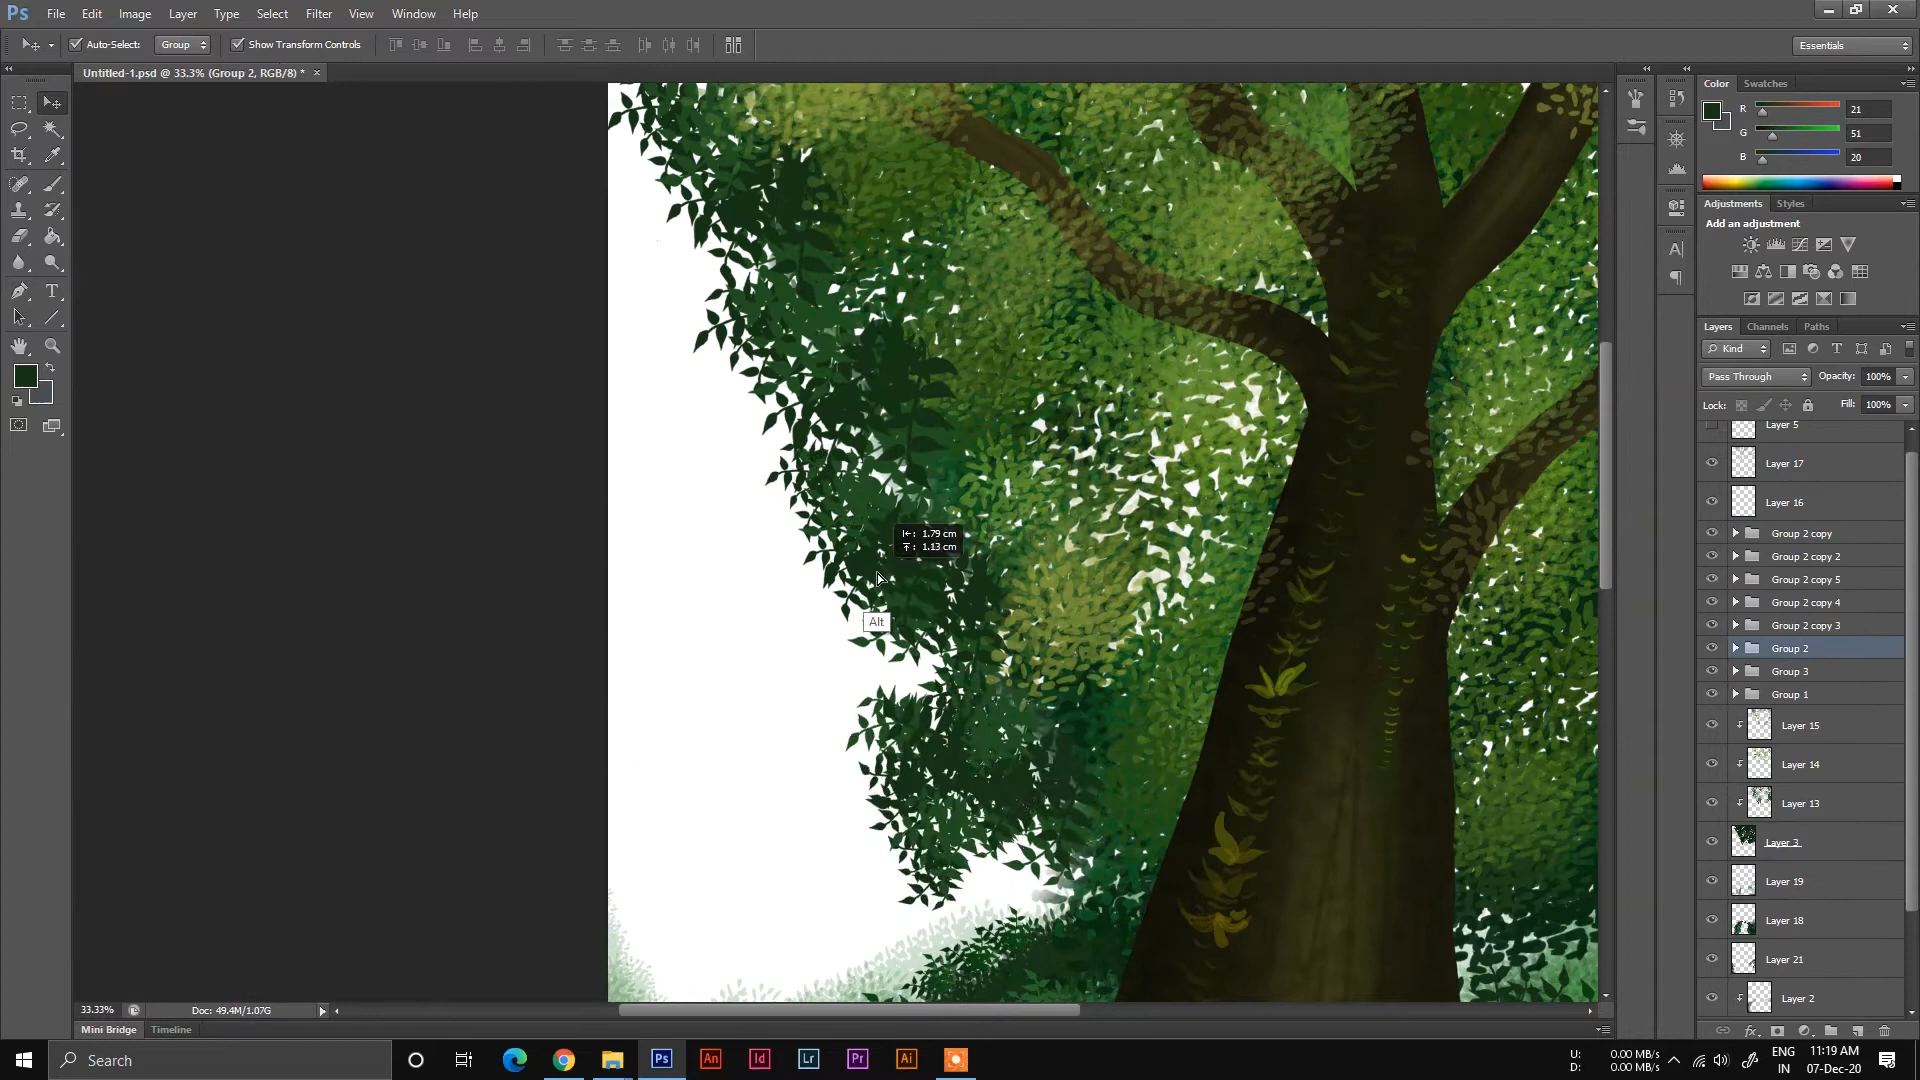 Ps File Edit Image Layer Type Select Filter View Window Help
Auto-Select: Group Show Transform Controls Essentials
Untitled-1.psd @ 33.3% (Group 2, RGB/8) * ×
Color Swatches
R 21
G 51
B 20
Adjustments Styles
Add an adjustment
Layers Channels Paths
Kind
Pass Through Opacity: 100%
Lock: Fill: 100%
Layer 5
Layer 17
Layer 16
Group 2 copy
Group 2 copy 2
Group 2 copy 5
Group 2 copy 4
Group 2 copy 3
Group 2
Group 3
Group 1
Layer 15
Layer 14
Layer 13
Layer 3
Layer 19
Layer 18
Layer 21
Layer 2
: 1.79 cm
: 1.13 cm
Alt
33.33% Doc: 49.4M/1.07G
Mini Bridge Timeline
Search Ps An Id Lr Pr Ai
U: 0.00 MB/s
D: 0.00 MB/s
ENG
IN
11:19 AM
07-Dec-20